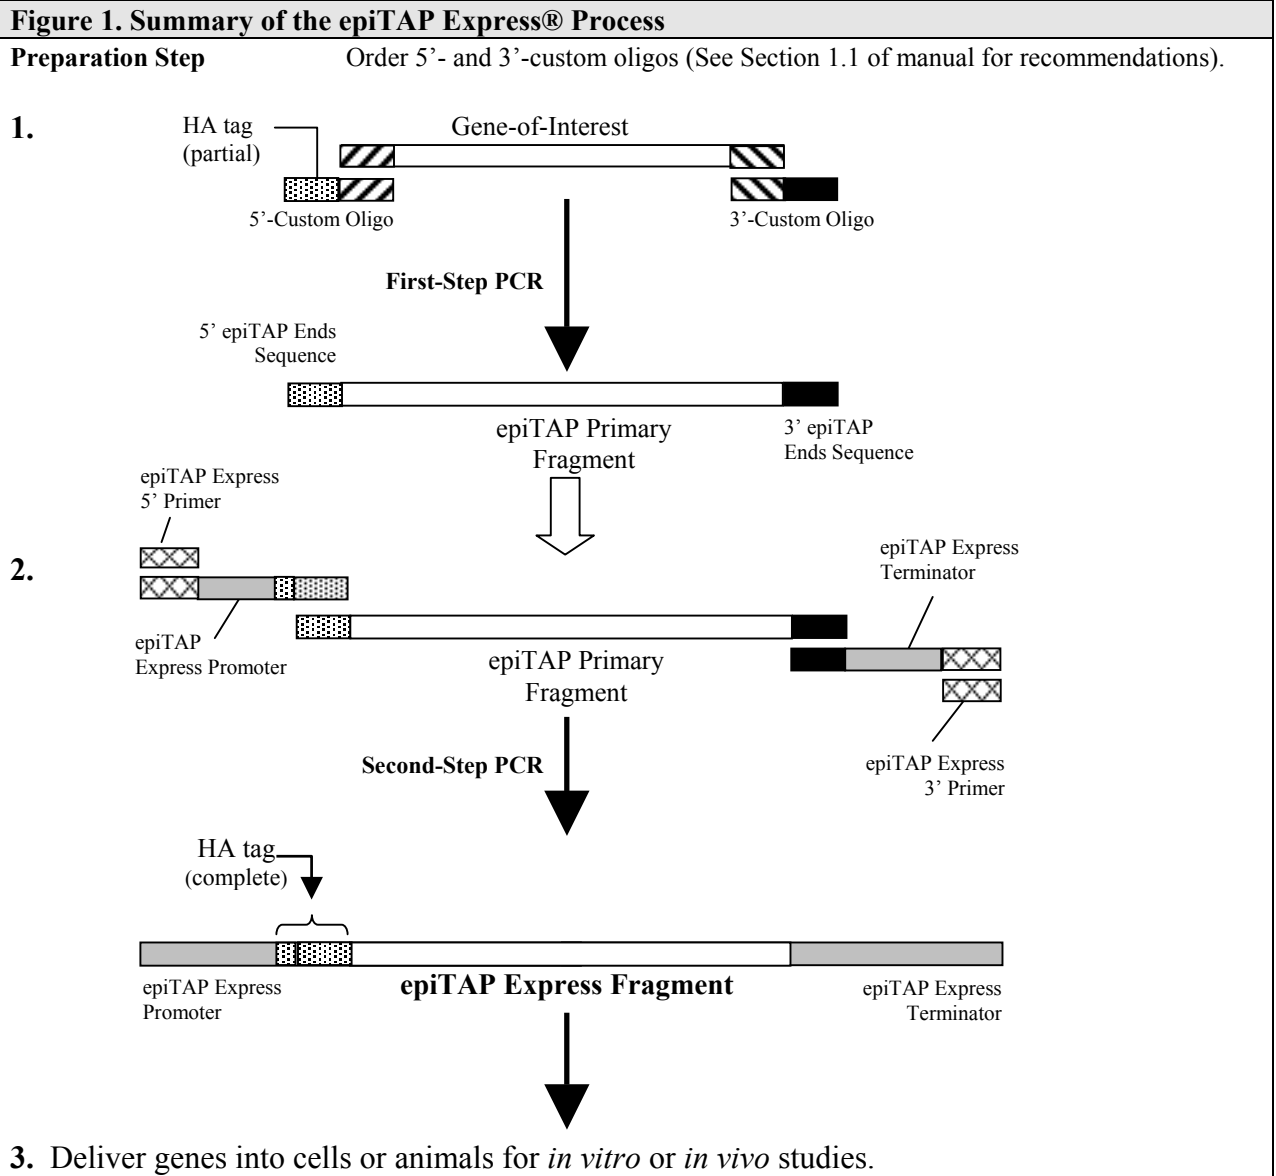 Figure 1. Summary of the epiTAP Express® Process
Preparation Step Order 5’- and 3’-custom oligos (See Section 1.1 of manual for recommendations).
1.
HA tag
(partial)
Gene-of-Interest
5’-Custom Oligo
3’-Custom Oligo
First-Step PCR
5’ epiTAP Ends
Sequence
epiTAP Primary
Fragment
3’ epiTAP
Ends Sequence
epiTAP Express
5’ Primer
2.
epiTAP Express
Terminator
epiTAP
Express Promoter
epiTAP Primary
Fragment
Second-Step PCR
epiTAP Express
3’ Primer
HA tag
(complete)
epiTAP Express
Promoter
epiTAP Express Fragment
epiTAP Express
Terminator
3. Deliver genes into cells or animals for in vitro or in vivo studies.